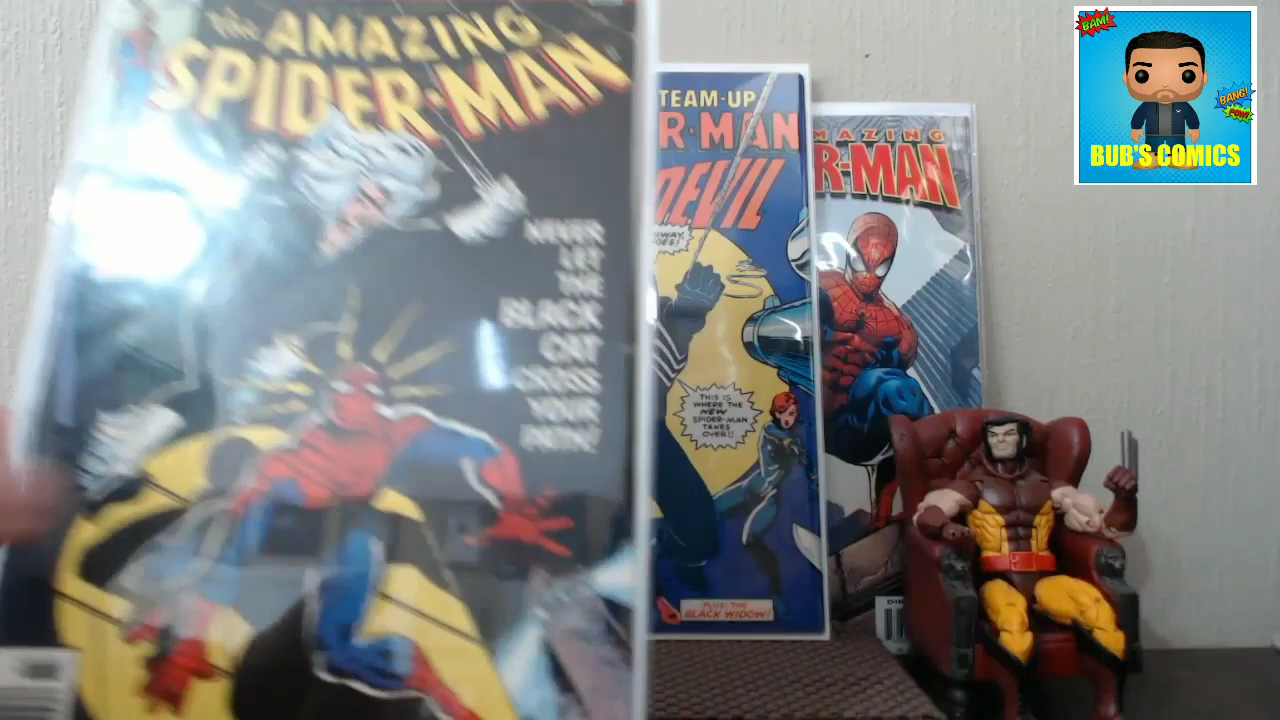 The AMAZING
SPIDER-MAN
NEVER
LET
THE
BLACK
CAT
CROSS
YOUR
PATH!
TEAM-UP
R-MAN
DEVIL
THIS IS
WHERE THE
NEW
SPIDER-MAN
TAKES
OVER!!
PLUS: THE
BLACK WIDOW!
MAZING
R-MAN
BAM!
BANG!
POW!
BUB'S COMICS